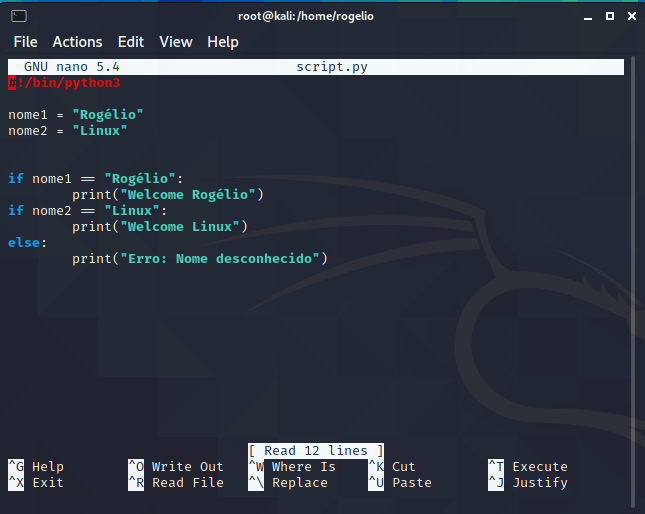 root@kali: /home/rogelio
File Actions Edit View Help
GNU nano 5.4 script.py
#!/bin/python3
nome1 = "Rogélio"
nome2 = "Linux"
if nome1 == "Rogélio":
print("Welcome Rogélio")
if nome2 == "Linux":
print("Welcome Linux")
else:
print("Erro: Nome desconhecido")
[ Read 12 lines ]
^G Help ^O Write Out ^W Where Is ^K Cut ^T Execute
^X Exit ^R Read File ^\ Replace ^U Paste ^J Justify